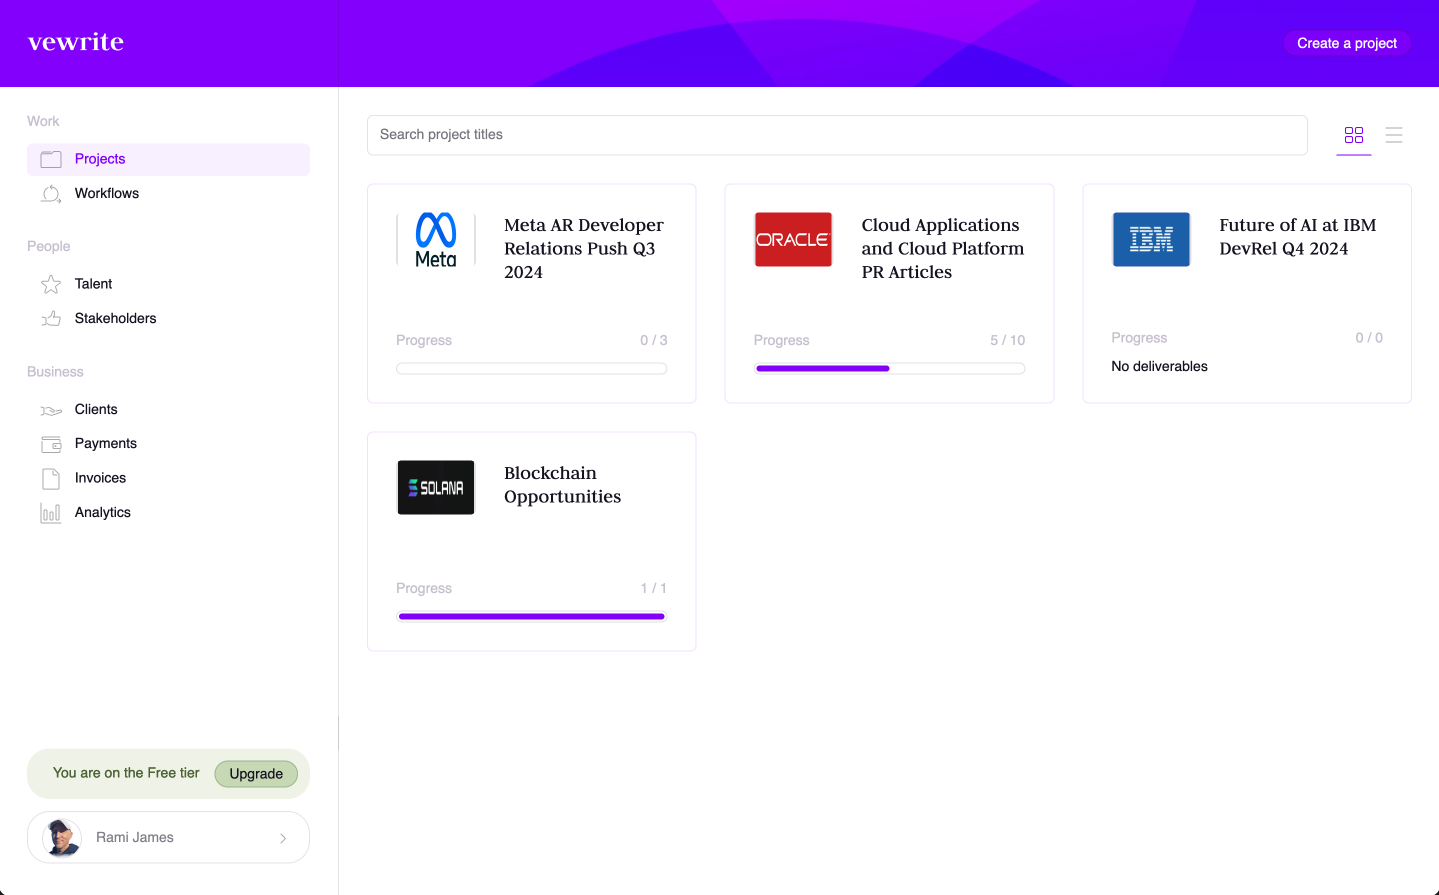 vewrite
Create a project
Work
Projects
Workflows
People
Talent
Stakeholders
Business
Clients
Payments
Invoices
Analytics
You are on the Free tier
Upgrade
Rami James
Search project titles
Meta
Meta AR Developer
Relations Push Q3
2024
Progress
0 / 3
ORACLE
Cloud Applications
and Cloud Platform
PR Articles
Progress
5 / 10
IBM
Future of AI at IBM
DevRel Q4 2024
Progress
0 / 0
No deliverables
SOLANA
Blockchain
Opportunities
Progress
1 / 1